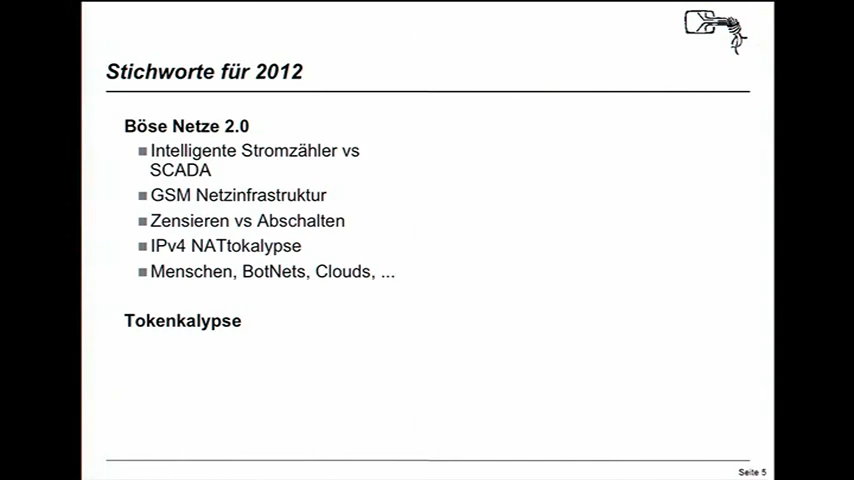 Stichworte für 2012
Böse Netze 2.0
Intelligente Stromzähler vs
SCADA
GSM Netzinfrastruktur
Zensieren vs Abschalten
IPv4 NATtokalypse
Menschen, BotNets, Clouds, ...
Tokenkalypse
Seite 5